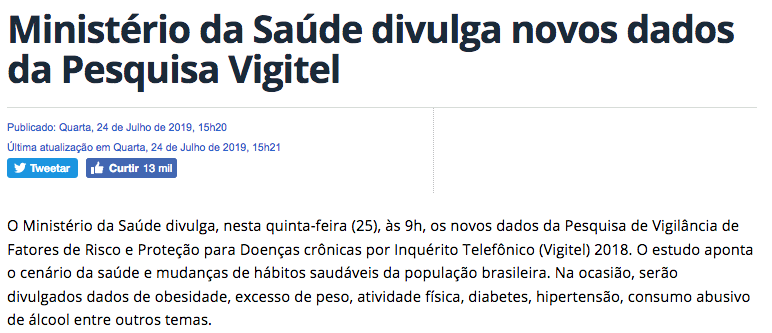 Ministério da Saúde divulga novos dados
da Pesquisa Vigitel
Publicado: Quarta, 24 de Julho de 2019, 15h20
Última atualização em Quarta, 24 de Julho de 2019, 15h21
Tweetar Curtir 13 mil
O Ministério da Saúde divulga, nesta quinta-feira (25), às 9h, os novos dados da Pesquisa de Vigilância de
Fatores de Risco e Proteção para Doenças crônicas por Inquérito Telefônico (Vigitel) 2018. O estudo aponta
o cenário da saúde e mudanças de hábitos saudáveis da população brasileira. Na ocasião, serão
divulgados dados de obesidade, excesso de peso, atividade física, diabetes, hipertensão, consumo abusivo
de álcool entre outros temas.